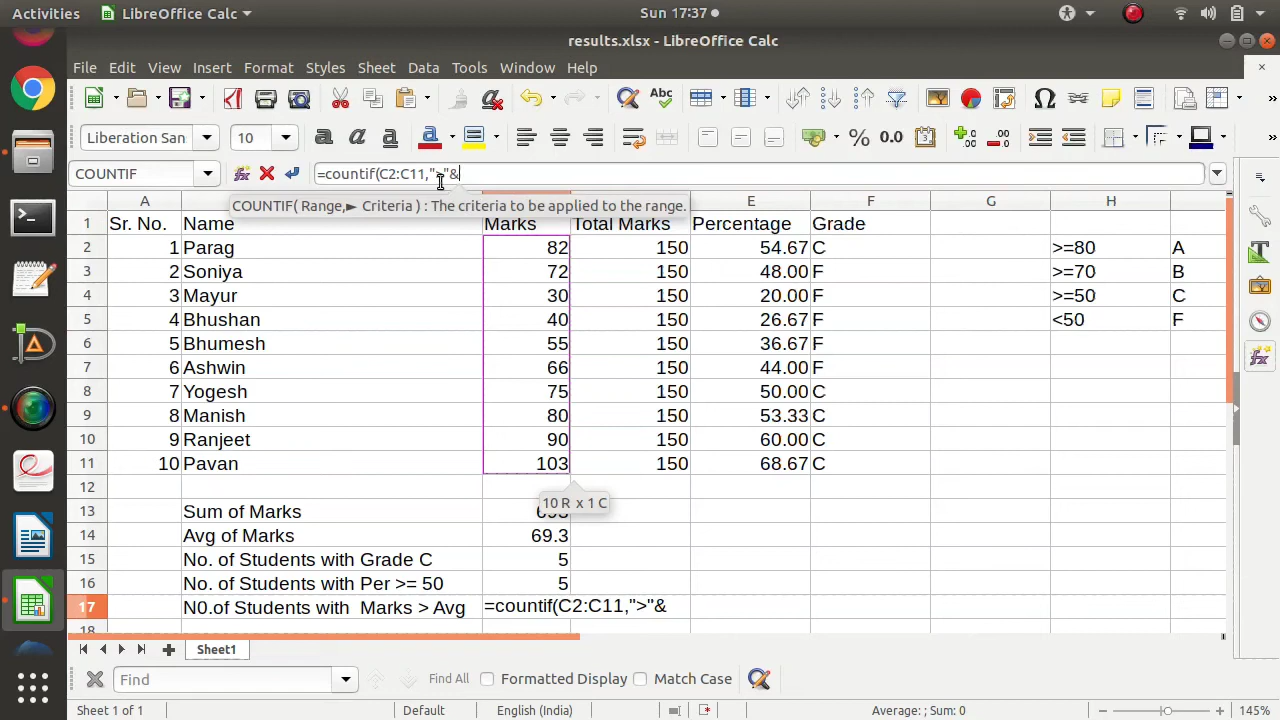 Activities LibreOffice Calc Sun 17:37
results.xlsx - LibreOffice Calc
File Edit View Insert Format Styles Sheet Data Tools Window Help
Liberation San 10
COUNTIF =countif(C2:C11,">"&
COUNTIF( Range,► Criteria ) : The criteria to be applied to the range.
A E F G H
1 Sr. No. Name Marks Total Marks Percentage Grade
2 1 Parag 82 150 54.67 C >=80 A
3 2 Soniya 72 150 48.00 F >=70 B
4 3 Mayur 30 150 20.00 F >=50 C
5 4 Bhushan 40 150 26.67 F <50 F
6 5 Bhumesh 55 150 36.67 F
7 6 Ashwin 66 150 44.00 F
8 7 Yogesh 75 150 50.00 C
9 8 Manish 80 150 53.33 C
10 9 Ranjeet 90 150 60.00 C
11 10 Pavan 103 150 68.67 C
12
10 R x 1 C
13 Sum of Marks
14 Avg of Marks 69.3
15 No. of Students with Grade C 5
16 No. of Students with Per >= 50 5
17 N0.of Students with Marks > Avg =countif(C2:C11,">"&
18
Sheet1
Find Find All Formatted Display Match Case
Sheet 1 of 1 Default English (India) Average: ; Sum: 0 145%